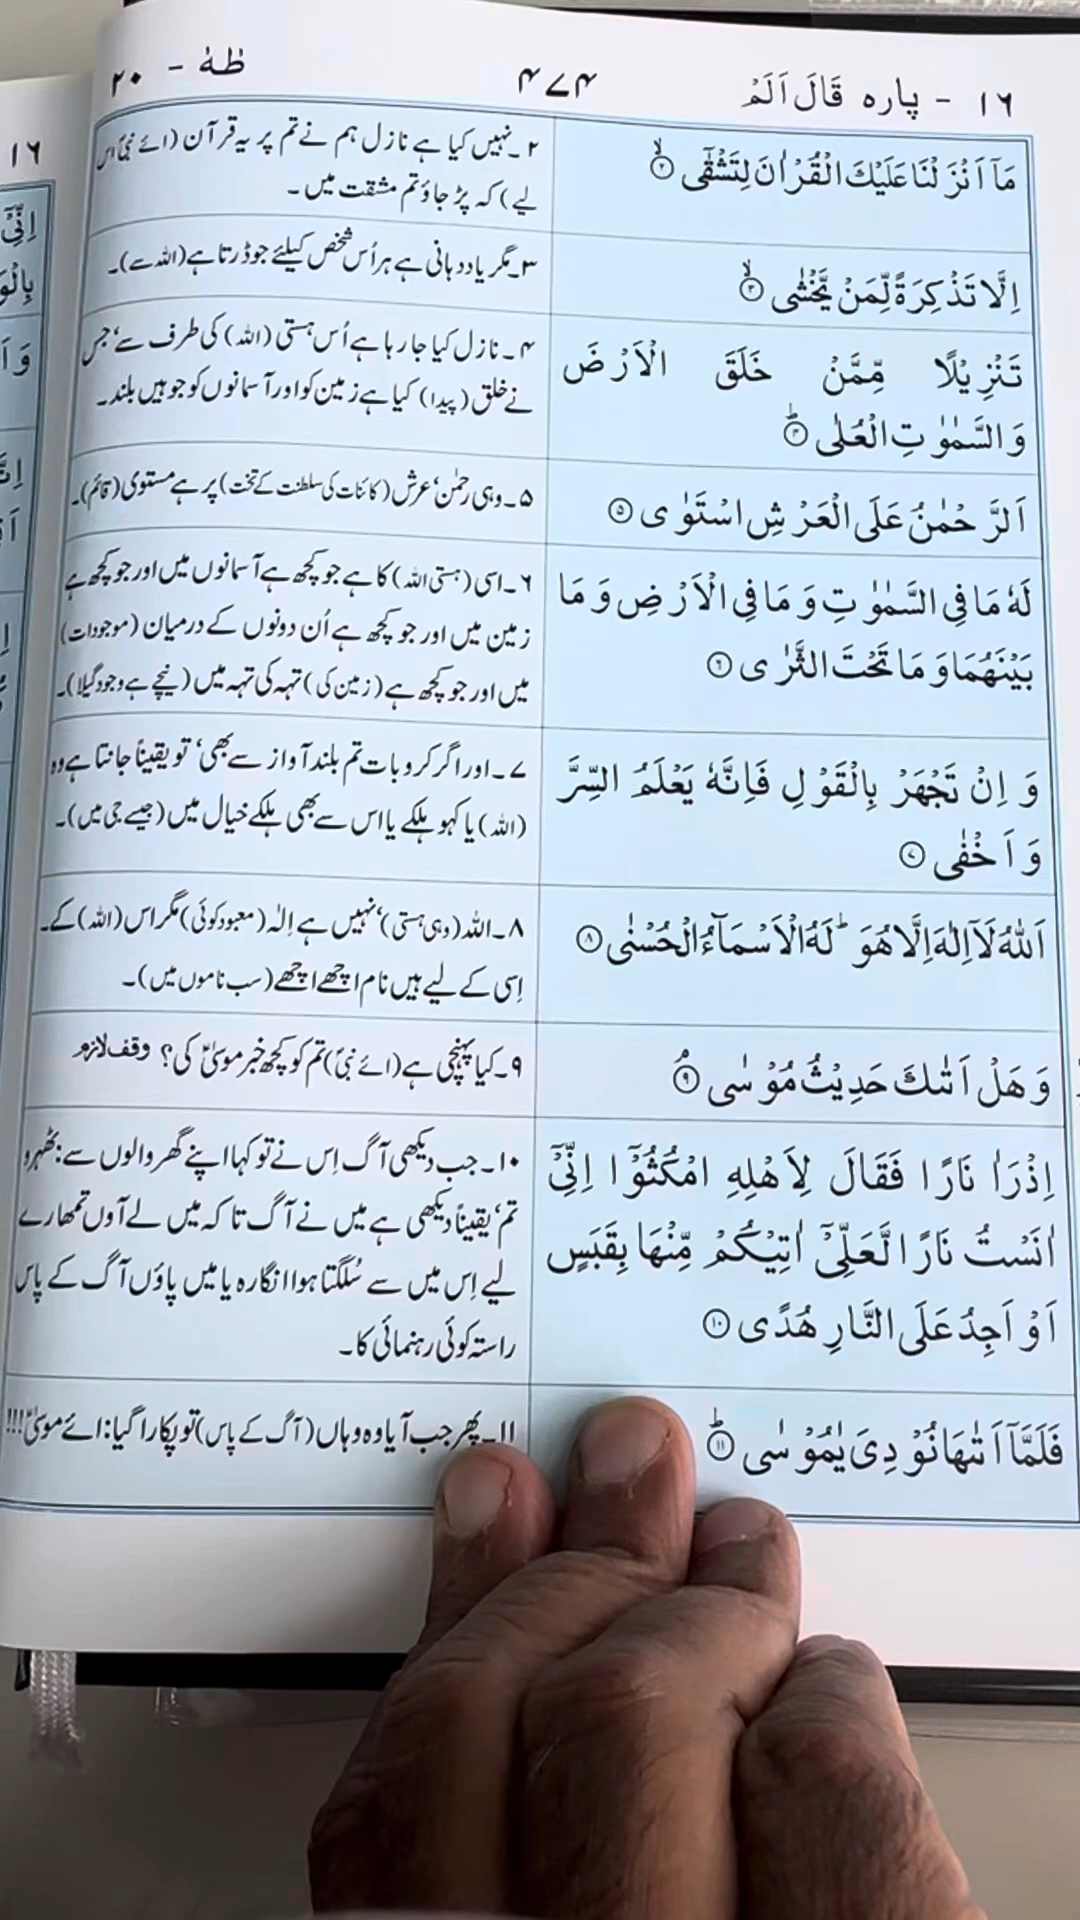 ١٦ - پارہ قَالَ اَلَمْ
٤٧٤
طٰهٰ - ٢٠
مَاۤ اَنْزَلْنَا عَلَيْكَ الْقُرْاٰنَ لِتَشْقٰۤى ۙ﴿٢﴾
٢۔ نہیں کیا ہے نازل ہم نے تم پر یہ قرآن (ائے نبیؐ اس
لیے) کہ پڑ جاؤ تم مشقت میں۔
اِلَّا تَذْكِرَةً لِّمَنْ يَّخْشٰى ۙ﴿٣﴾
٣۔ مگر یاد دہانی ہے ہر اُس شخص کیلئے جو ڈرتا ہے (اللہ سے)۔
تَنْزِيْلًا مِّمَّنْ خَلَقَ الْاَرْضَ
وَالسَّمٰوٰتِ الْعُلٰى ؕ﴿٤﴾
٤۔ نازل کیا جا رہا ہے اُس ہستی (اللہ) کی طرف سے، جس
نے خلق (پیدا) کیا ہے زمین کو اور آسمانوں کو جو ہیں بلند۔
اَلرَّحْمٰنُ عَلَى الْعَرْشِ اسْتَوٰى ﴿٥﴾
٥۔ وہی رحمٰن، عرش (کائنات کی سلطنت کے تخت) پر ہے مستوی (قائم)۔
لَهٗ مَا فِى السَّمٰوٰتِ وَمَا فِى الْاَرْضِ وَمَا
بَيْنَهُمَا وَمَا تَحْتَ الثَّرٰى ﴿٦﴾
٦۔ اسی (ہستی اللہ) کا ہے جو کچھ ہے آسمانوں میں اور جو کچھ ہے
زمین میں اور جو کچھ ہے اُن دونوں کے درمیان (موجودات)
میں اور جو کچھ ہے (زمین کی) تہہ کی تہہ میں (نیچے ہے وجود گیلا)۔
وَاِنْ تَجْهَرْ بِالْقَوْلِ فَاِنَّهٗ يَعْلَمُ السِّرَّ
وَاَخْفٰى ﴿٧﴾
٧۔ اور اگر کرو بات تم بلند آواز سے بھی، تو یقیناً جانتا ہے وہ
(اللہ) یا کہو ہلکے یا اس سے بھی ہلکے خیال میں (جیسے جی میں)۔
اَللّٰهُ لَاۤ اِلٰهَ اِلَّا هُوَ ؕ لَهُ الْاَسْمَآءُ الْحُسْنٰى ﴿٨﴾
٨۔ اللہ (وہی ہستی)، نہیں ہے اِلٰہ (معبود کوئی) مگر اس (اللہ) کے۔
اِسی کے لیے ہیں نام اچھے اچھے (سب ناموں میں)۔
وَهَلْ اَتٰىكَ حَدِيْثُ مُوْسٰى ۘ﴿٩﴾
٩۔ کیا پہنچی ہے (ائے نبیؐ) تم کو کچھ خبر موسیٰؑ کی؟ وقف لازم
اِذْ رَاٰ نَارًا فَقَالَ لِاَهْلِهِ امْكُثُوْۤا اِنِّىْۤ
اٰنَسْتُ نَارًا لَّعَلِّىْۤ اٰتِيْكُمْ مِّنْهَا بِقَبَسٍ
اَوْ اَجِدُ عَلَى النَّارِ هُدًى ﴿١٠﴾
١٠۔ جب دیکھی آگ اِس نے تو کہا اپنے گھر والوں سے: ٹھہرو
تم، یقیناً دیکھی ہے میں نے آگ تا کہ میں لے آوں تمھارے
لیے اِس میں سے سُلگتا ہوا انگارہ یا میں پاؤں آگ کے پاس
راستہ کوئی رہنمائی کا۔
فَلَمَّاۤ اَتٰىهَا نُوْدِىَ يٰمُوْسٰى ؕ﴿١١﴾
١١۔ پھر جب آیا وہ وہاں (آگ کے پاس) تو پکارا گیا: ائے موسیٰؑ!!!